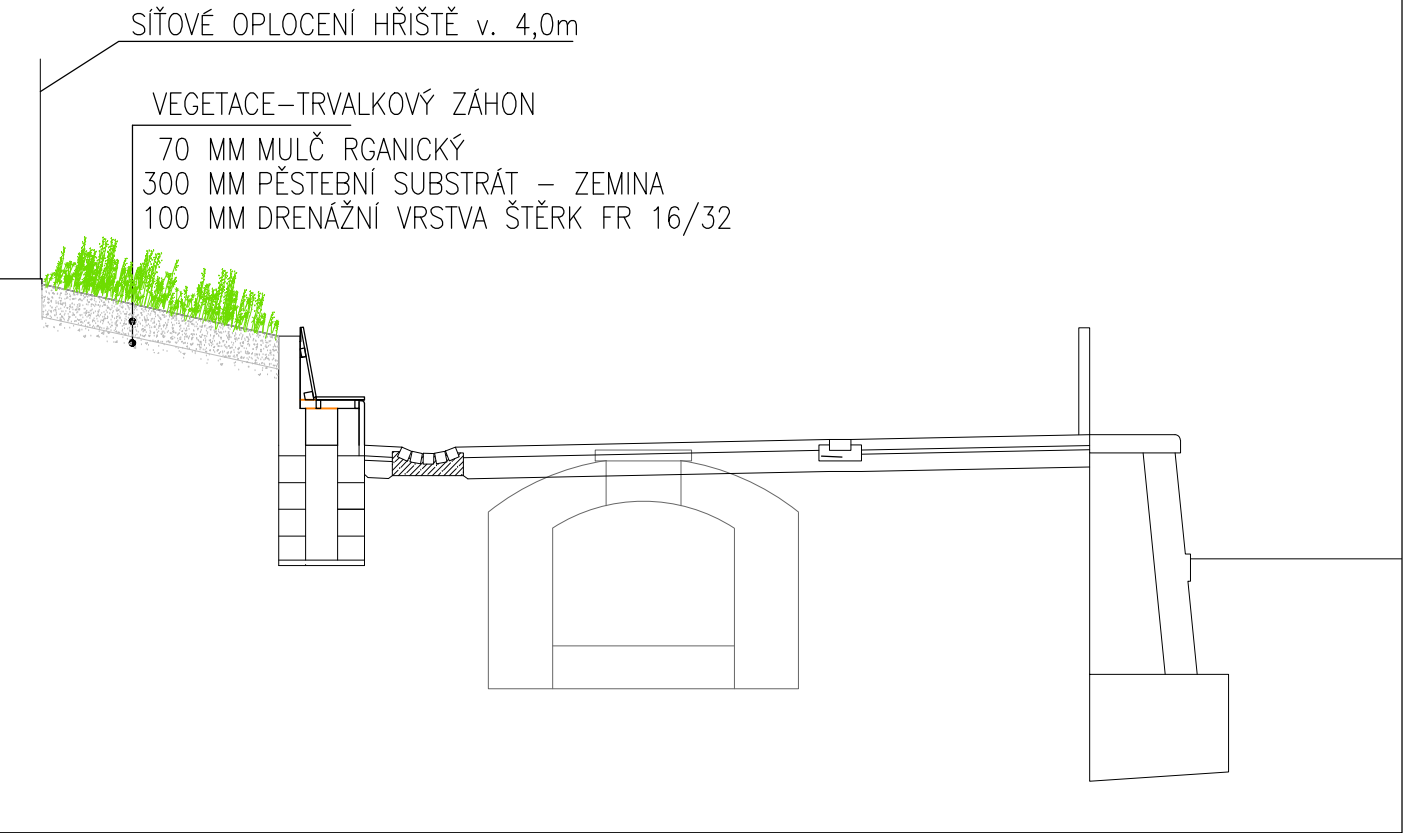 SÍŤOVÉ OPLOCENÍ HŘIŠTĚ v. 4,0m
VEGETACE–TRVALKOVÝ ZÁHON
70 MM MULČ RGANICKÝ
300 MM PĚSTEBNÍ SUBSTRÁT – ZEMINA
100 MM DRENÁŽNÍ VRSTVA ŠTĚRK FR 16/32